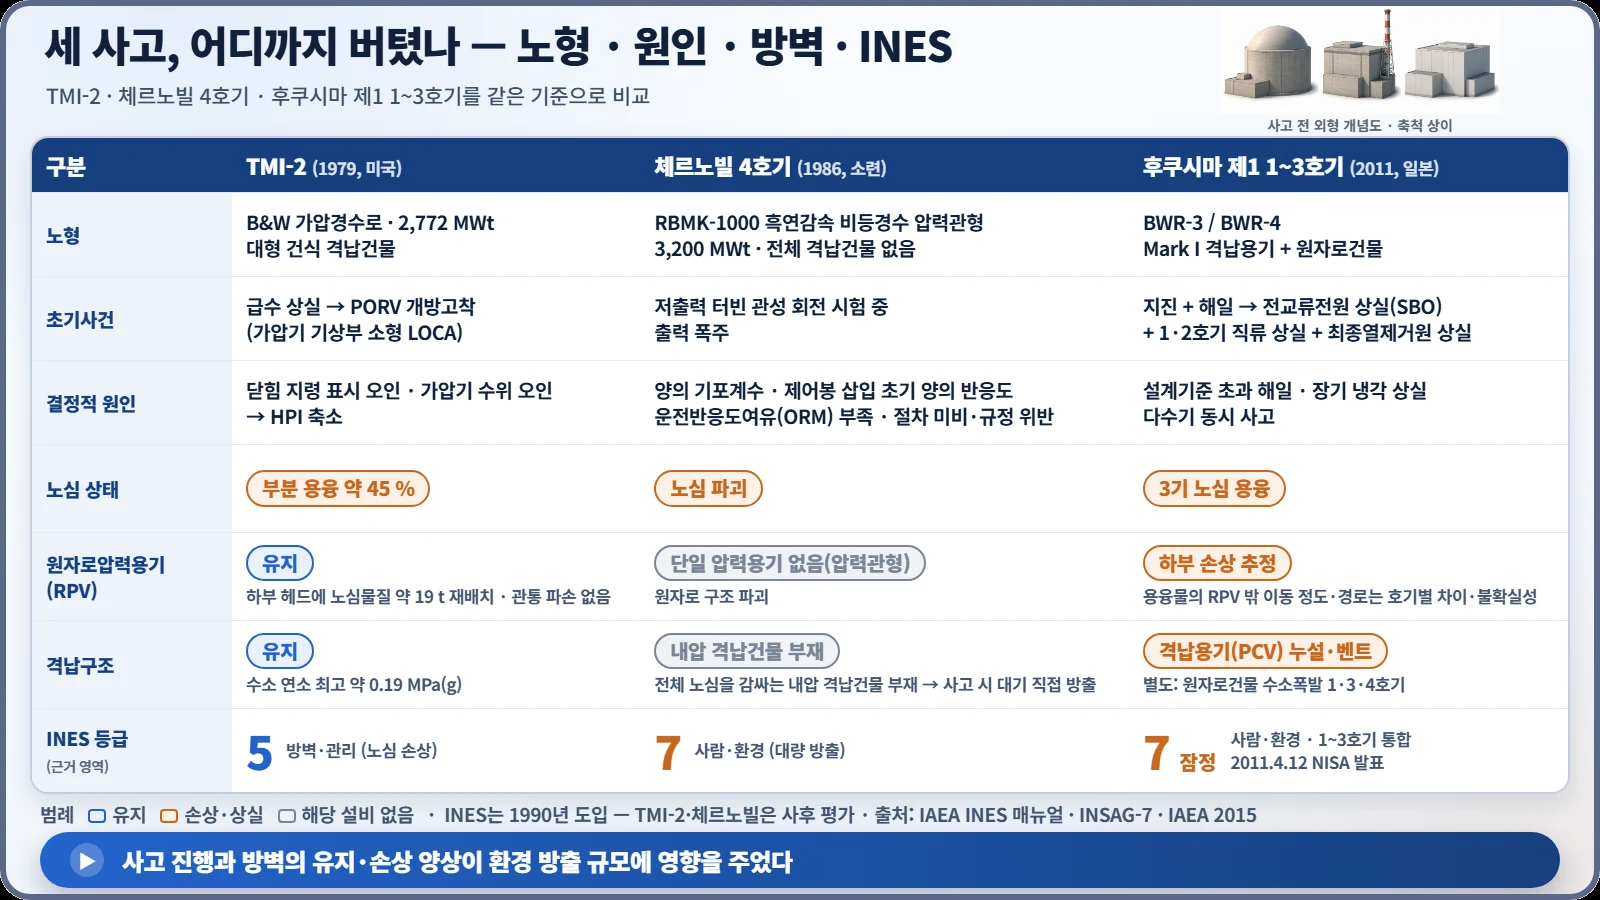 세 사고, 어디까지 버텼나 — 노형 · 원인 · 방벽 · INES
TMI-2 · 체르노빌 4호기 · 후쿠시마 제1 1~3호기를 같은 기준으로 비교
사고 전 외형 개념도 · 축척 상이
구분
TMI-2 (1979, 미국)
체르노빌 4호기 (1986, 소련)
후쿠시마 제1 1~3호기 (2011, 일본)
노형
B&W 가압경수로 · 2,772 MWt
대형 건식 격납건물
RBMK-1000 흑연감속 비등경수 압력관형
3,200 MWt · 전체 격납건물 없음
BWR-3 / BWR-4
Mark I 격납용기 + 원자로건물
초기사건
급수 상실 → PORV 개방고착
(가압기 기상부 소형 LOCA)
저출력 터빈 관성 회전 시험 중
출력 폭주
지진 + 해일 → 전교류전원 상실(SBO)
+ 1·2호기 직류 상실 + 최종열제거원 상실
결정적 원인
닫힘 지령 표시 오인 · 가압기 수위 오인
→ HPI 축소
양의 기포계수 · 제어봉 삽입 초기 양의 반응도
운전반응도여유(ORM) 부족 · 절차 미비·규정 위반
설계기준 초과 해일 · 장기 냉각 상실
다수기 동시 사고
노심 상태
부분 용융 약 45 %
노심 파괴
3기 노심 용융
원자로압력용기
(RPV)
유지
하부 헤드에 노심물질 약 19 t 재배치 · 관통 파손 없음
단일 압력용기 없음(압력관형)
원자로 구조 파괴
하부 손상 추정
용융물의 RPV 밖 이동 정도·경로는 호기별 차이·불확실성
격납구조
유지
수소 연소 최고 약 0.19 MPa(g)
내압 격납건물 부재
전체 노심을 감싸는 내압 격납건물 부재 → 사고 시 대기 직접 방출
격납용기(PCV) 누설·벤트
별도: 원자로건물 수소폭발 1·3·4호기
INES 등급
(근거 영역)
5 방벽·관리 (노심 손상)
7 사람·환경 (대량 방출)
7 잠정
사람·환경 · 1~3호기 통합
2011.4.12 NISA 발표
범례 유지 손상·상실 해당 설비 없음 · INES는 1990년 도입 — TMI-2·체르노빌은 사후 평가 · 출처: IAEA INES 매뉴얼 · INSAG-7 · IAEA 2015
사고 진행과 방벽의 유지·손상 양상이 환경 방출 규모에 영향을 주었다